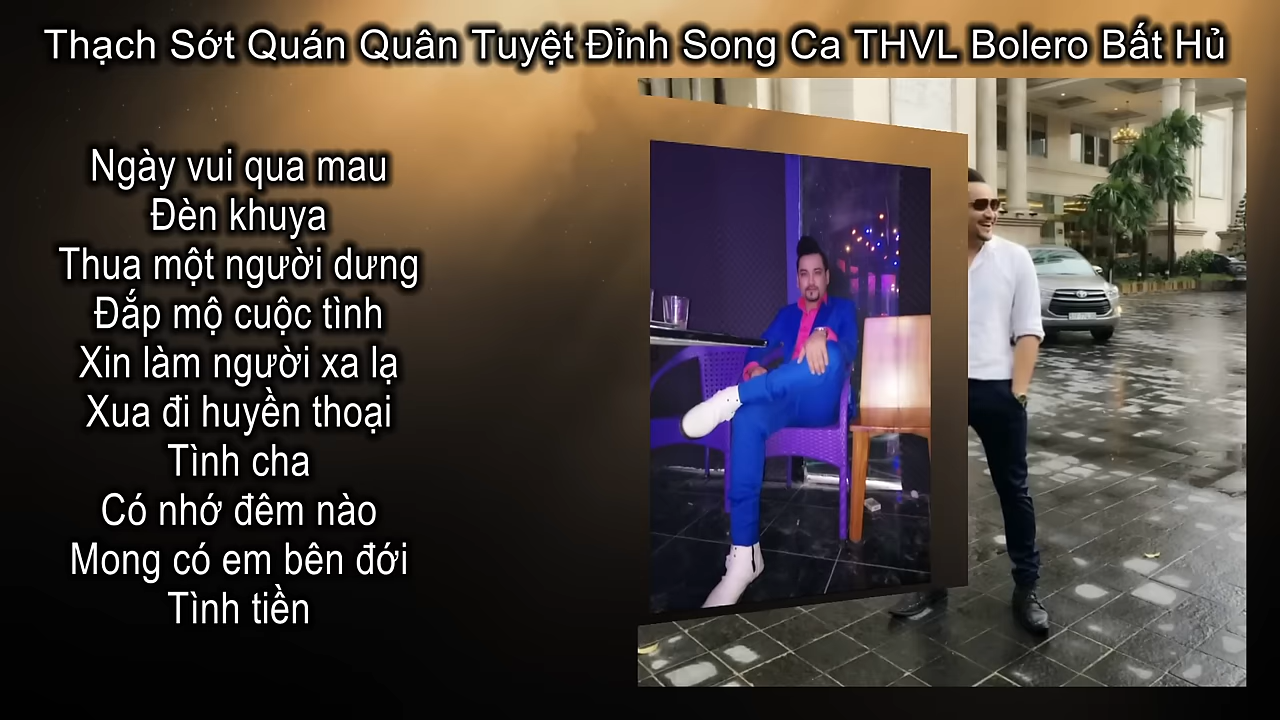 Thạch Sớt Quán Quân Tuyệt Đỉnh Song Ca THVL Bolero Bất Hủ
Ngày vui qua mau
Đèn khuya
Thua một người dưng
Đắp mộ cuộc tình
Xin làm người xa lạ
Xua đi huyền thoại
Tình cha
Có nhớ đêm nào
Mong có em bên đới
Tình tiền